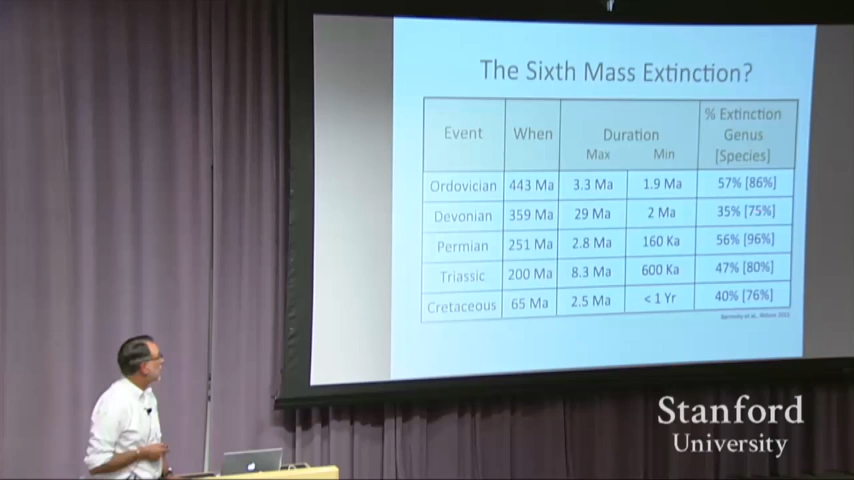 The Sixth Mass Extinction?
Event When Duration % Extinction
Max Min Genus
[Species]
Ordovician 443 Ma 3.3 Ma 1.9 Ma 57% [86%]
Devonian 359 Ma 29 Ma 2 Ma 35% [75%]
Permian 251 Ma 2.8 Ma 160 Ka 56% [96%]
Triassic 200 Ma 8.3 Ma 600 Ka 47% [80%]
Cretaceous 65 Ma 2.5 Ma < 1 Yr 40% [76%]
Stanford
University